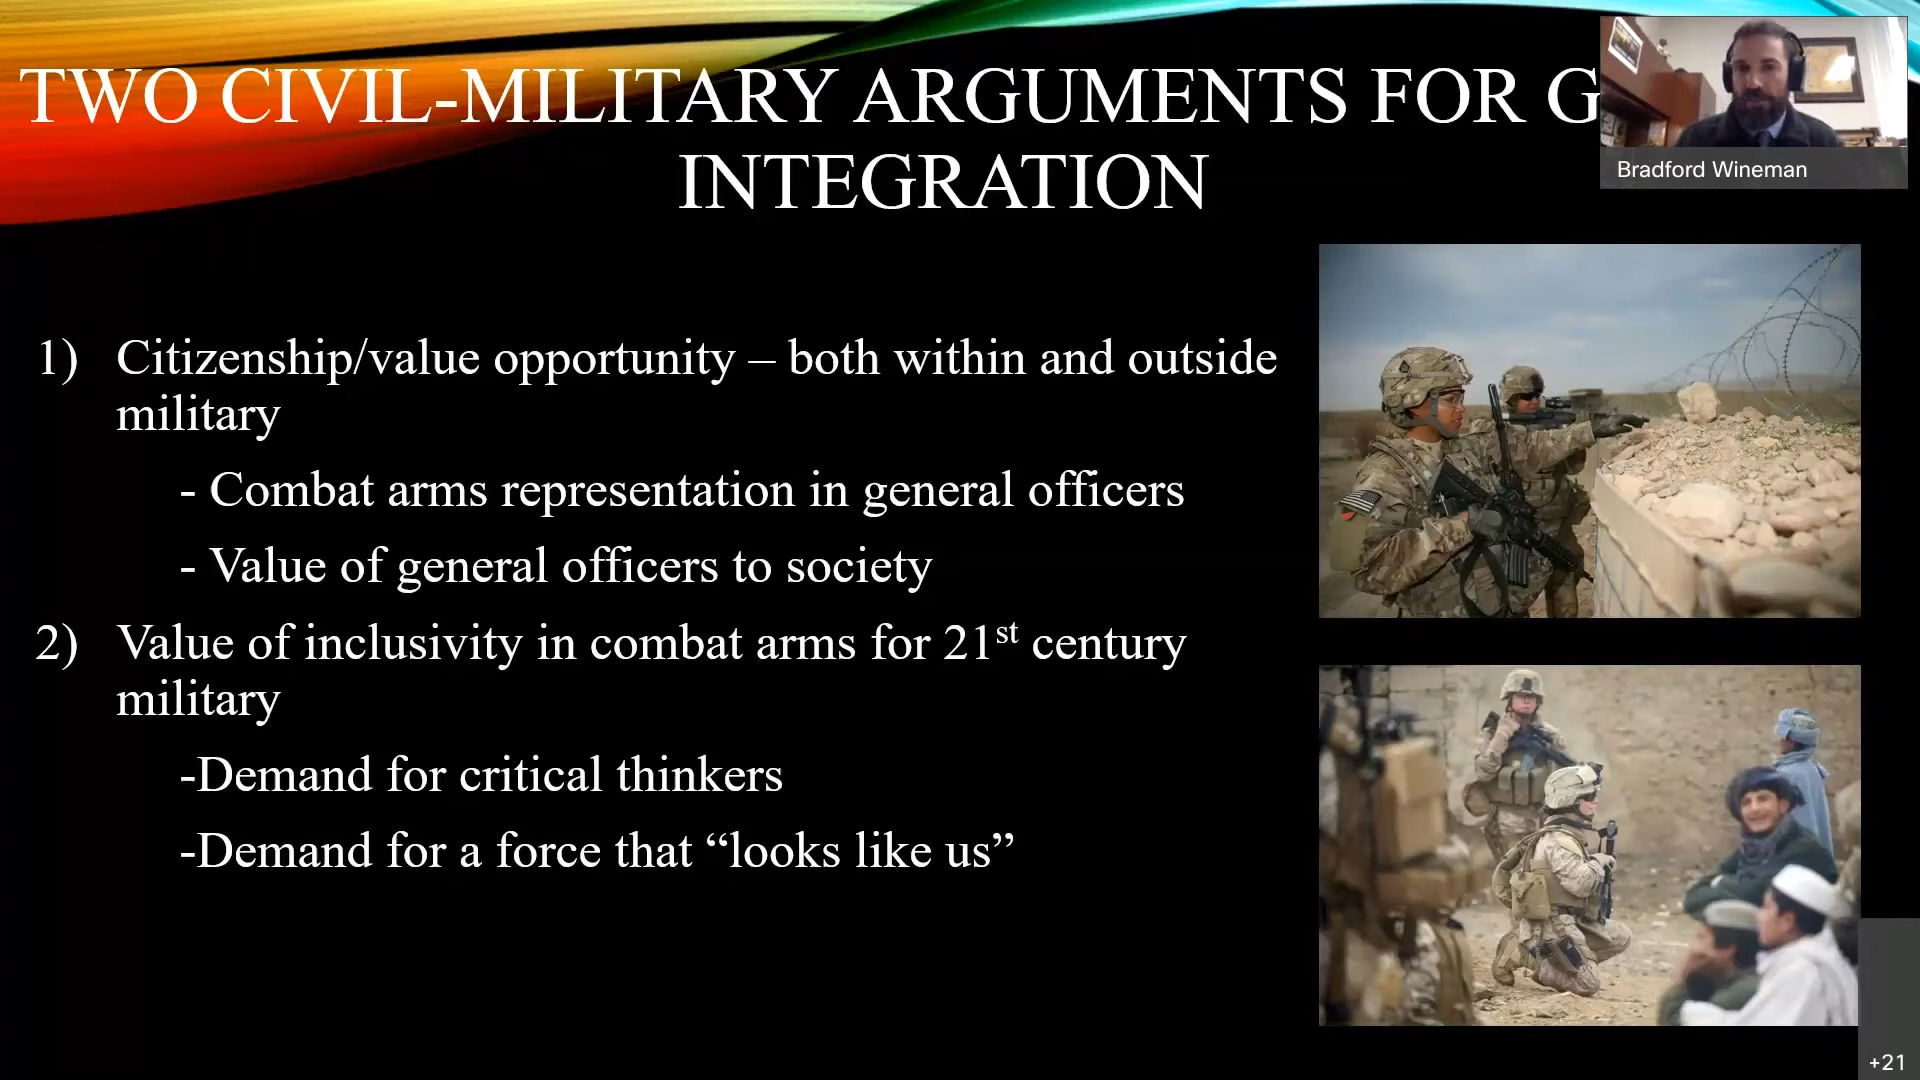 TWO CIVIL-MILITARY ARGUMENTS FOR G
INTEGRATION
Bradford Wineman
1) Citizenship/value opportunity – both within and outside
military
- Combat arms representation in general officers
- Value of general officers to society
2) Value of inclusivity in combat arms for 21st century
military
-Demand for critical thinkers
-Demand for a force that “looks like us”
+21